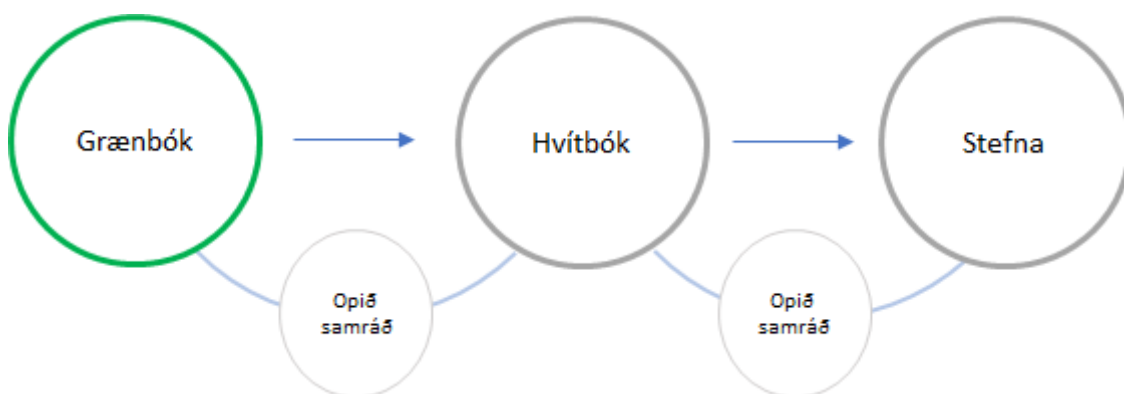 Grænbók
Hvítbók
Stefna
Opið
samráð
Opið
samráð